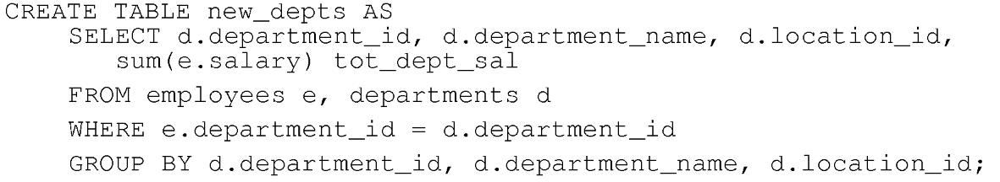 CREATE TABLE new_depts AS
SELECT d.department_id, d.department_name, d.location_id,
sum(e.salary) tot_dept_sal
FROM employees e, departments d
WHERE e.department_id = d.department_id
GROUP BY d.department_id, d.department_name, d.location_id;